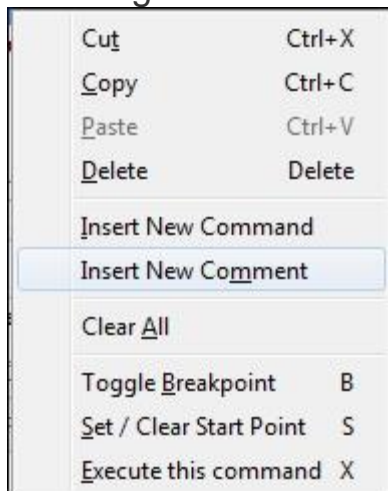 Cut Ctrl+X
Copy Ctrl+C
Paste Ctrl+V
Delete Delete
Insert New Command
Insert New Comment
Clear All
Toggle Breakpoint B
Set / Clear Start Point S
Execute this command X